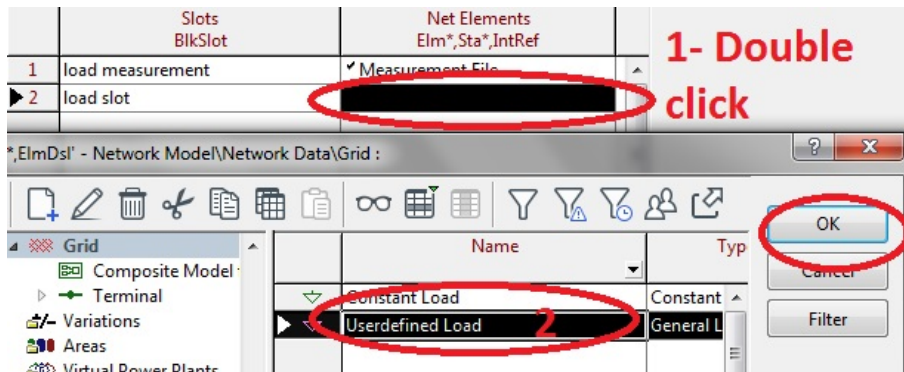 Slots
BlkSlot
Net Elements
Elm*,Sta*,IntRef
1 load measurement ✔ Measurement File
2 load slot
1- Double
click
*,ElmDsl' - Network Model\Network Data\Grid :
OK
Cancel
Filter
Grid
Composite Model
Terminal
Variations
Areas
Virtual Power Plants
Name
Typ
Constant Load Constant
Userdefined Load 2 General L